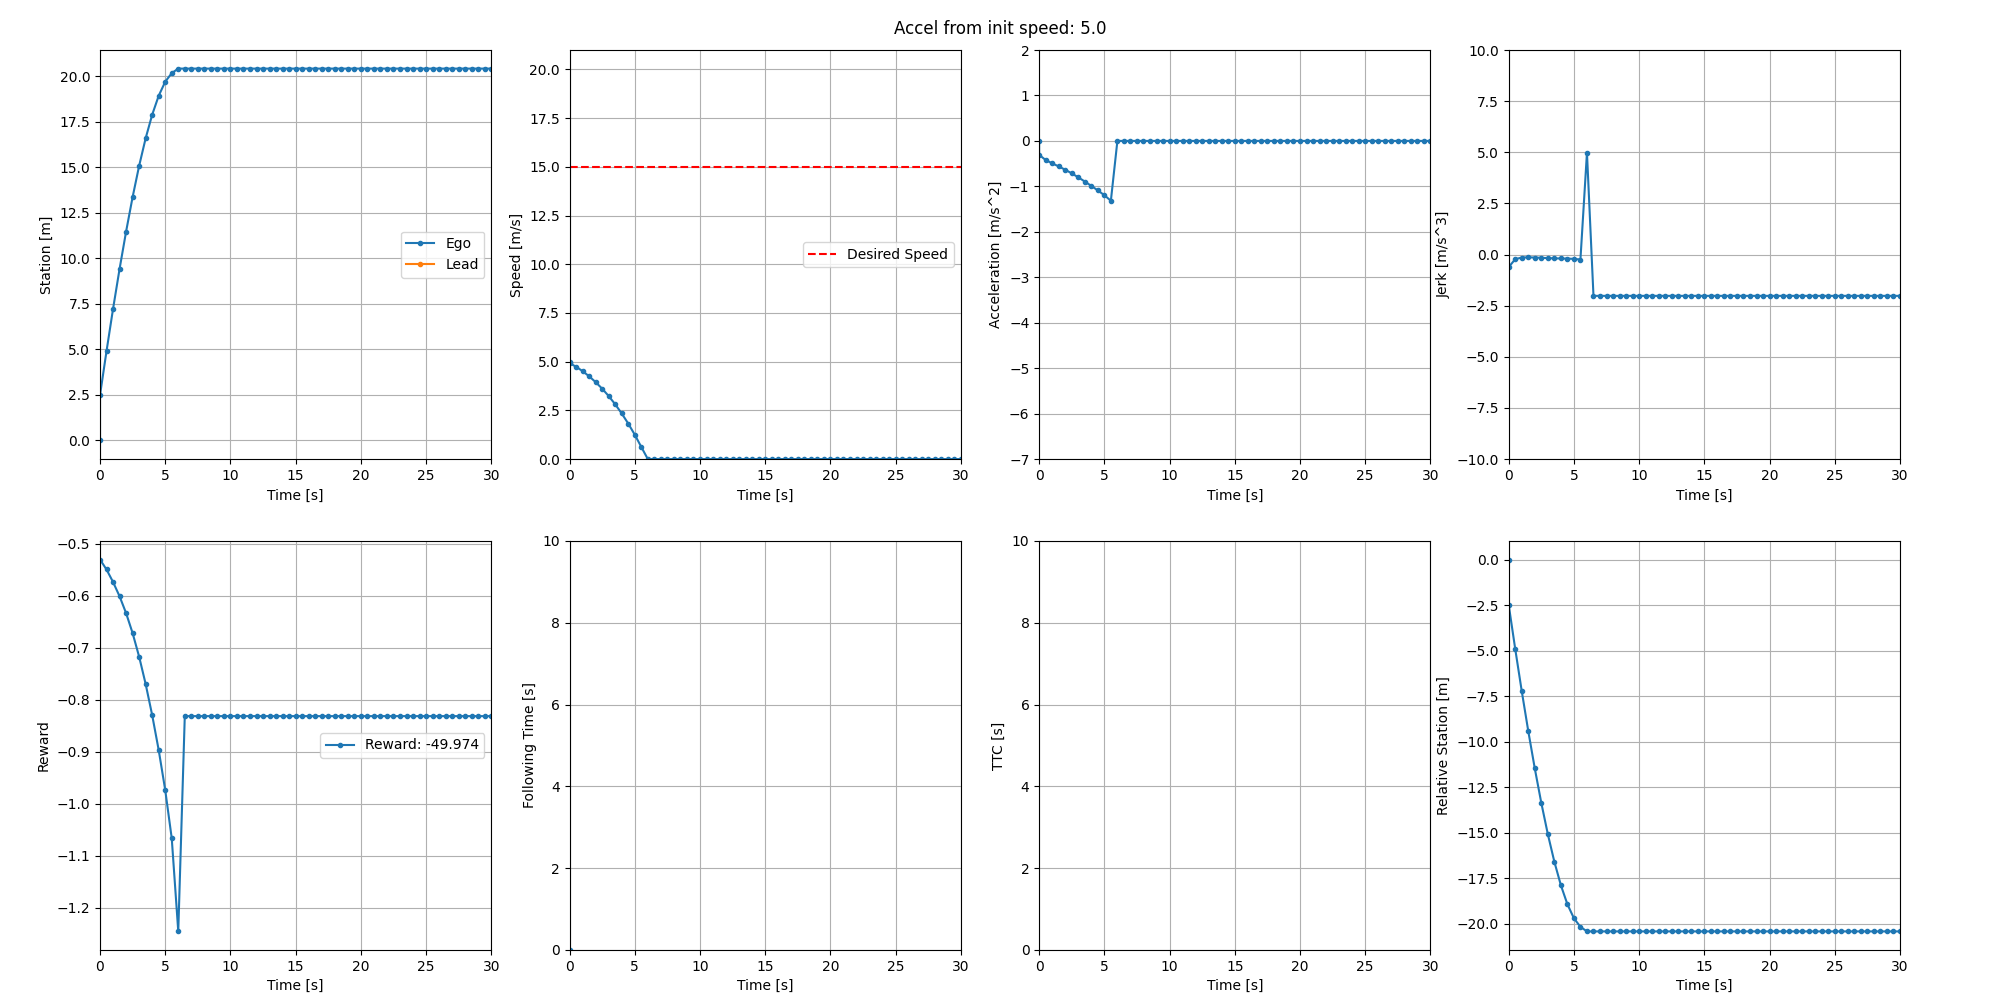 Accel from init speed: 5.0
20.0
17.5
15.0
12.5
10.0
7.5
5.0
2.5
0.0
Station [m]
Ego
Lead
0 5 10 15 20 25 30
Time [s]
20.0
17.5
15.0
12.5
10.0
7.5
5.0
2.5
0.0
Speed [m/s]
Desired Speed
0 5 10 15 20 25 30
Time [s]
2
1
0
−1
−2
−3
−4
−5
−6
−7
Acceleration [m/s^2]
0 5 10 15 20 25 30
Time [s]
10.0
7.5
5.0
2.5
0.0
−2.5
−5.0
−7.5
−10.0
Jerk [m/s^3]
0 5 10 15 20 25 30
Time [s]
−0.5
−0.6
−0.7
−0.8
−0.9
−1.0
−1.1
−1.2
Reward
Reward: -49.974
0 5 10 15 20 25 30
Time [s]
10
8
6
4
2
0
Following Time [s]
0 5 10 15 20 25 30
Time [s]
10
8
6
4
2
0
TTC [s]
0 5 10 15 20 25 30
Time [s]
0.0
−2.5
−5.0
−7.5
−10.0
−12.5
−15.0
−17.5
−20.0
Relative Station [m]
0 5 10 15 20 25 30
Time [s]